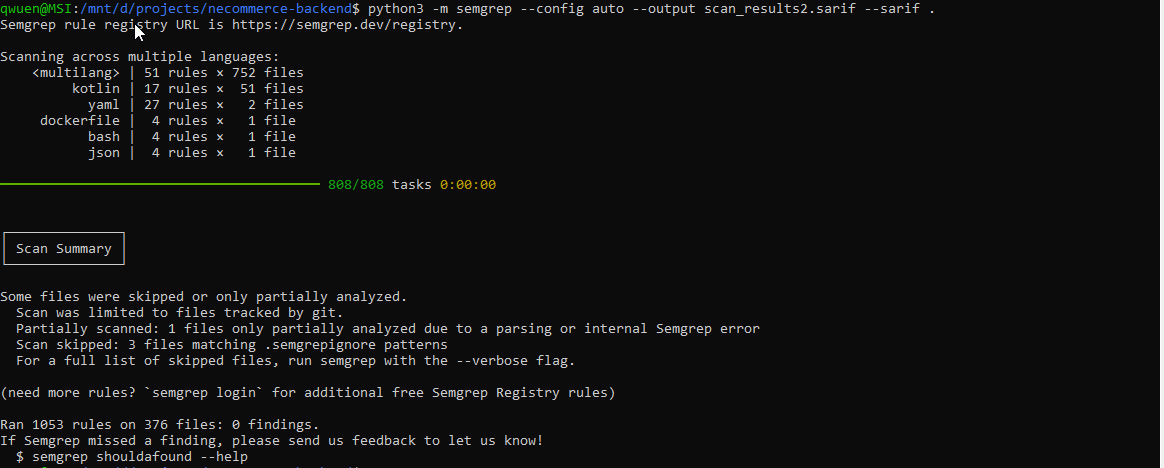 qwuen@MSI:/mnt/d/projects/necommerce-backend$ python3 -m semgrep --config auto --output scan_results2.sarif --sarif .
Semgrep rule registry URL is https://semgrep.dev/registry.
Scanning across multiple languages:
<multilang> | 51 rules × 752 files
kotlin | 17 rules × 51 files
yaml | 27 rules × 2 files
dockerfile | 4 rules × 1 file
bash | 4 rules × 1 file
json | 4 rules × 1 file
808/808 tasks 0:00:00
Scan Summary
Some files were skipped or only partially analyzed.
Scan was limited to files tracked by git.
Partially scanned: 1 files only partially analyzed due to a parsing or internal Semgrep error
Scan skipped: 3 files matching .semgrepignore patterns
For a full list of skipped files, run semgrep with the --verbose flag.
(need more rules? `semgrep login` for additional free Semgrep Registry rules)
Ran 1053 rules on 376 files: 0 findings.
If Semgrep missed a finding, please send us feedback to let us know!
$ semgrep shouldafound --help